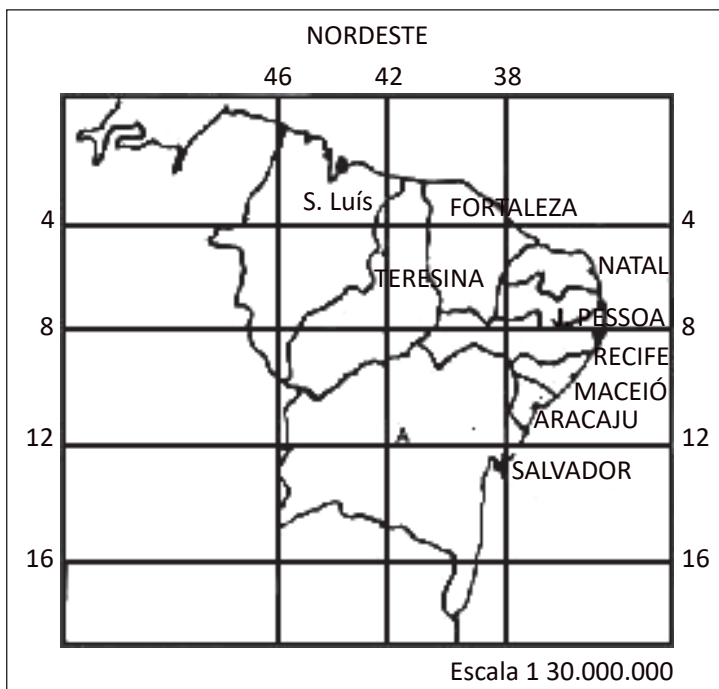 NORDESTE
46 42 38
S. Luís
FORTALEZA
4 4
NATAL
TERESINA
J. PESSOA
8 8
RECIFE
MACEIÓ
ARACAJU
A
12 12
SALVADOR
16 16
Escala 1 30.000.000